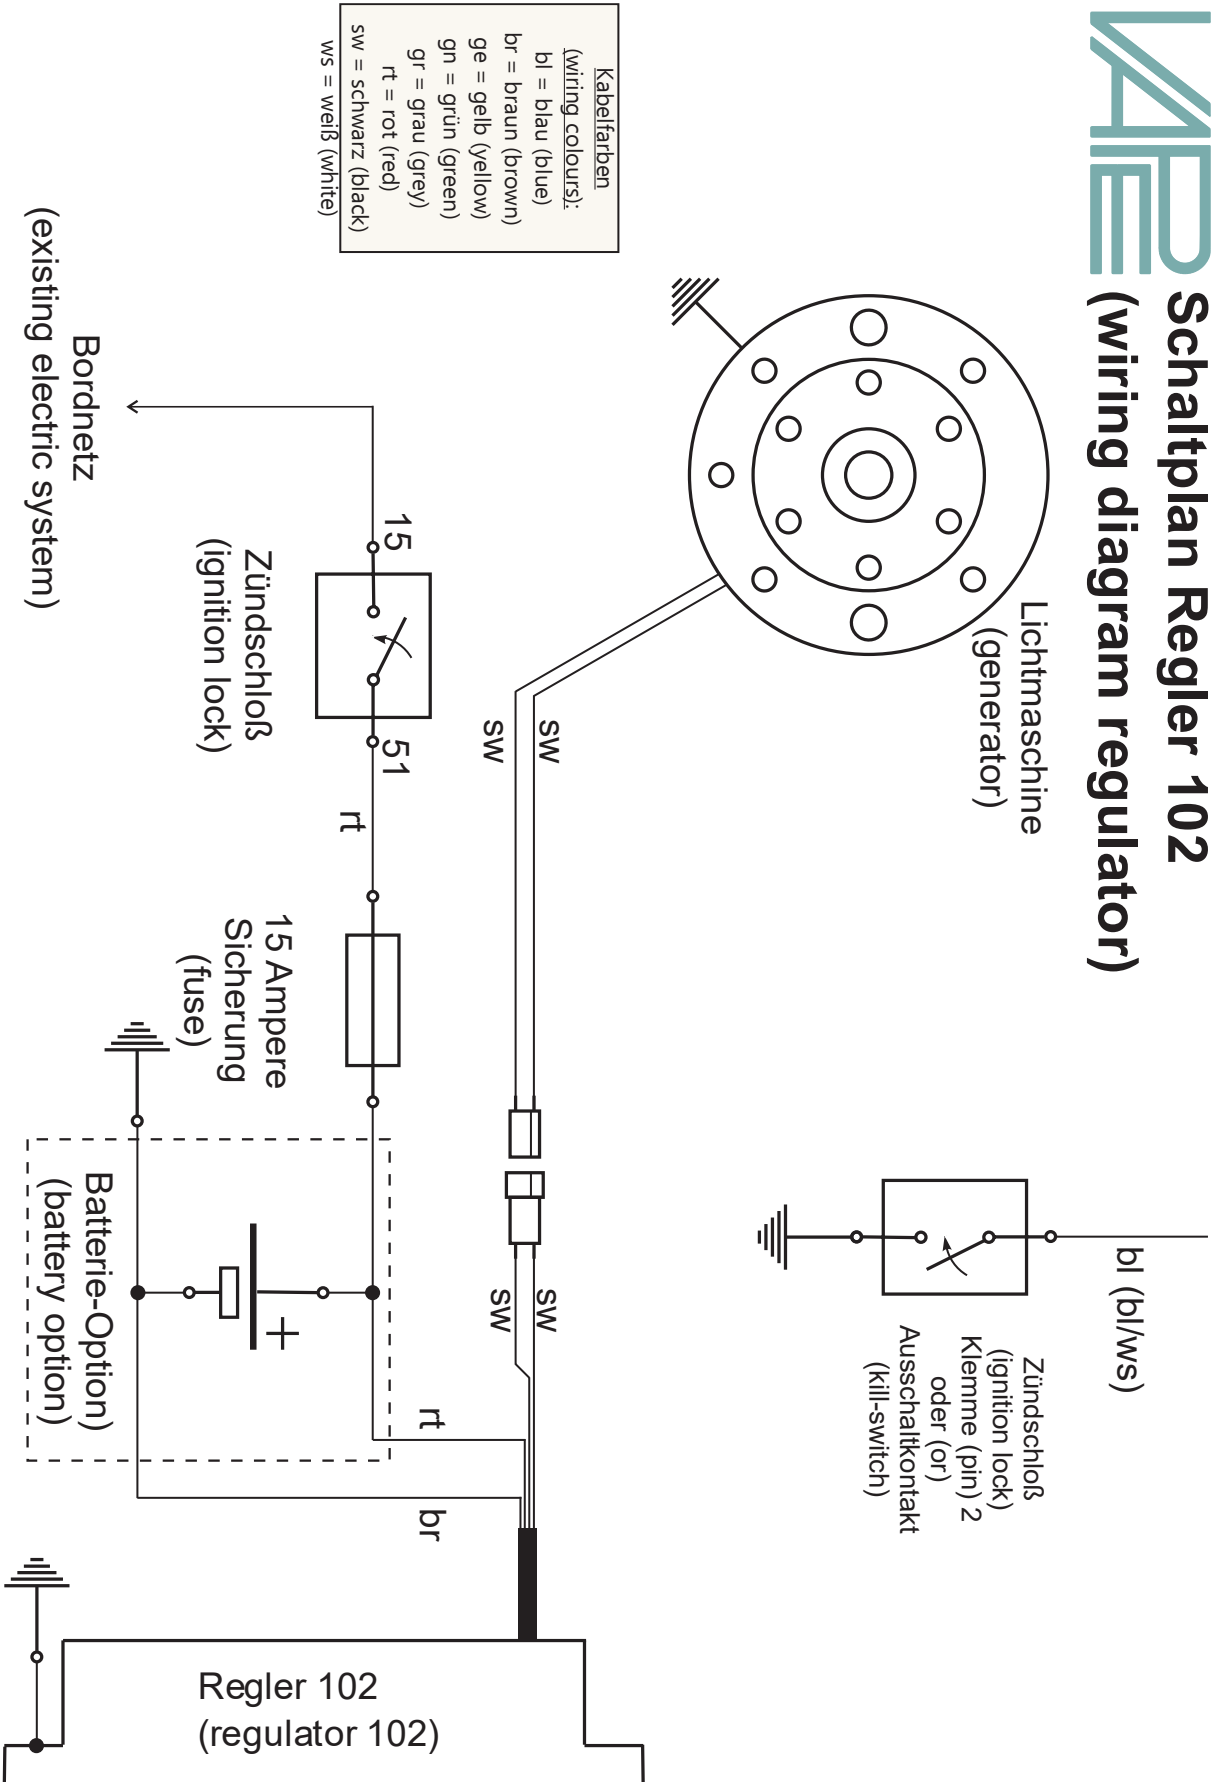 VAPE
Schaltplan Regler 102
(wiring diagram regulator)
Kabelfarben
(wiring colours):
bl = blau (blue)
br = braun (brown)
ge = gelb (yellow)
gn = grün (green)
gr = grau (grey)
rt = rot (red)
sw = schwarz (black)
ws = weiß (white)
Lichtmaschine
(generator)
bl (bl/ws)
Zündschloß
(ignition lock)
Klemme (pin) 2
oder (or)
Ausschaltkontakt
(kill-switch)
sw
sw
sw
sw
15
51
Zündschloß
(ignition lock)
rt
15 Ampere
Sicherung
(fuse)
Bordnetz
(existing electric system)
+
Batterie-Option)
(battery option)
rt
br
Regler 102
(regulator 102)